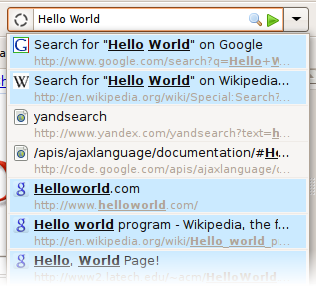 Hello World
Search for "Hello World" on Google
http://www.google.com/search?q=Hello+W
Search for "Hello World" on Wikipedia...
http://en.wikipedia.org/wiki/Special:Search?...
yandsearch
http://www.yandex.com/yandsearch?text=h...
/apis/ajaxlanguage/documentation/#He...
http://code.google.com/apis/ajaxlanguage/d...
Helloworld.com
http://www.helloworld.com/
Hello world program - Wikipedia, the f...
http://en.wikipedia.org/wiki/Hello_world_p...
Hello, World Page!
http://www2.latech.edu/~acm/HelloWorld